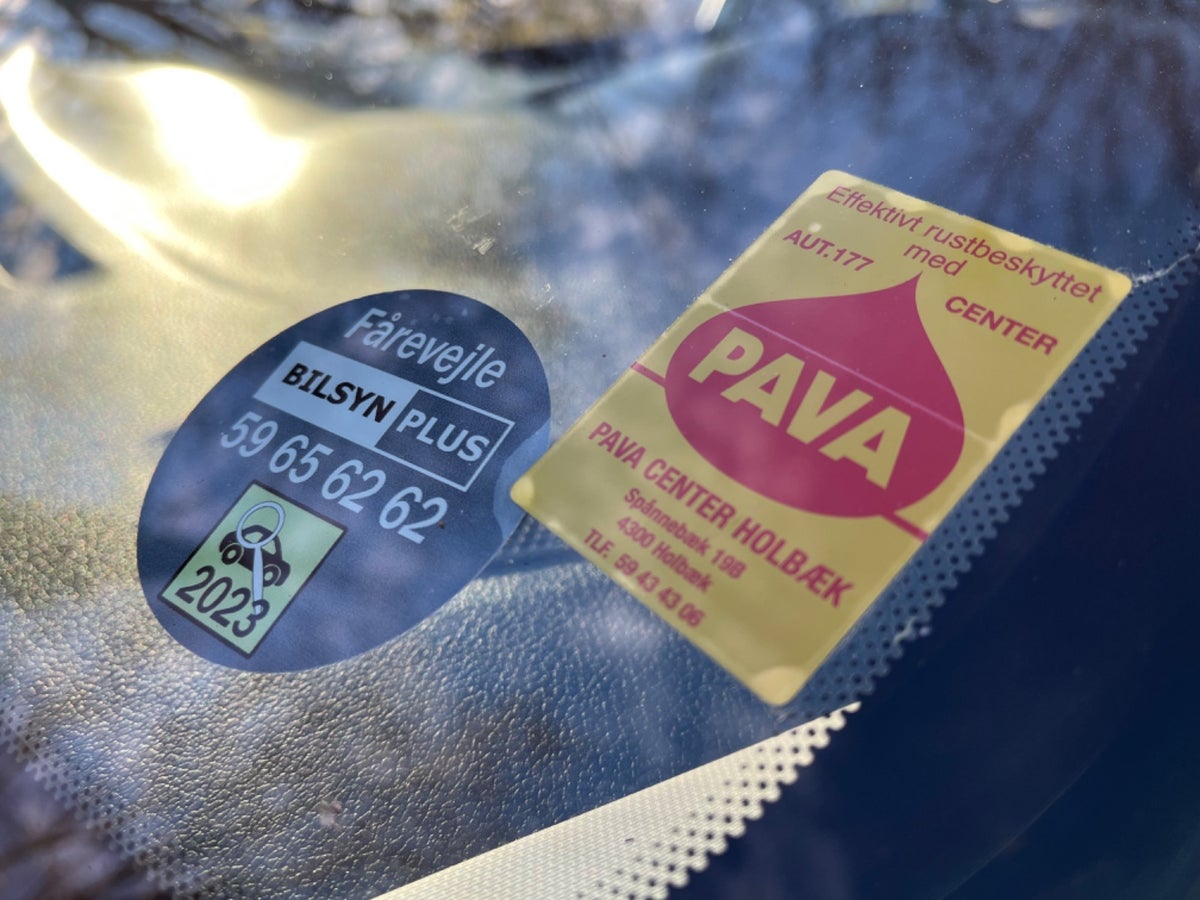 Fårevejle
BILSYN PLUS
59 65 62 62
2023
Effektivt rustbeskyttet
med
AUT.177
CENTER
PAVA
PAVA CENTER HOLBÆK
Spånnebæk 19B
4300 Holbæk
TLF. 59 43 43 06